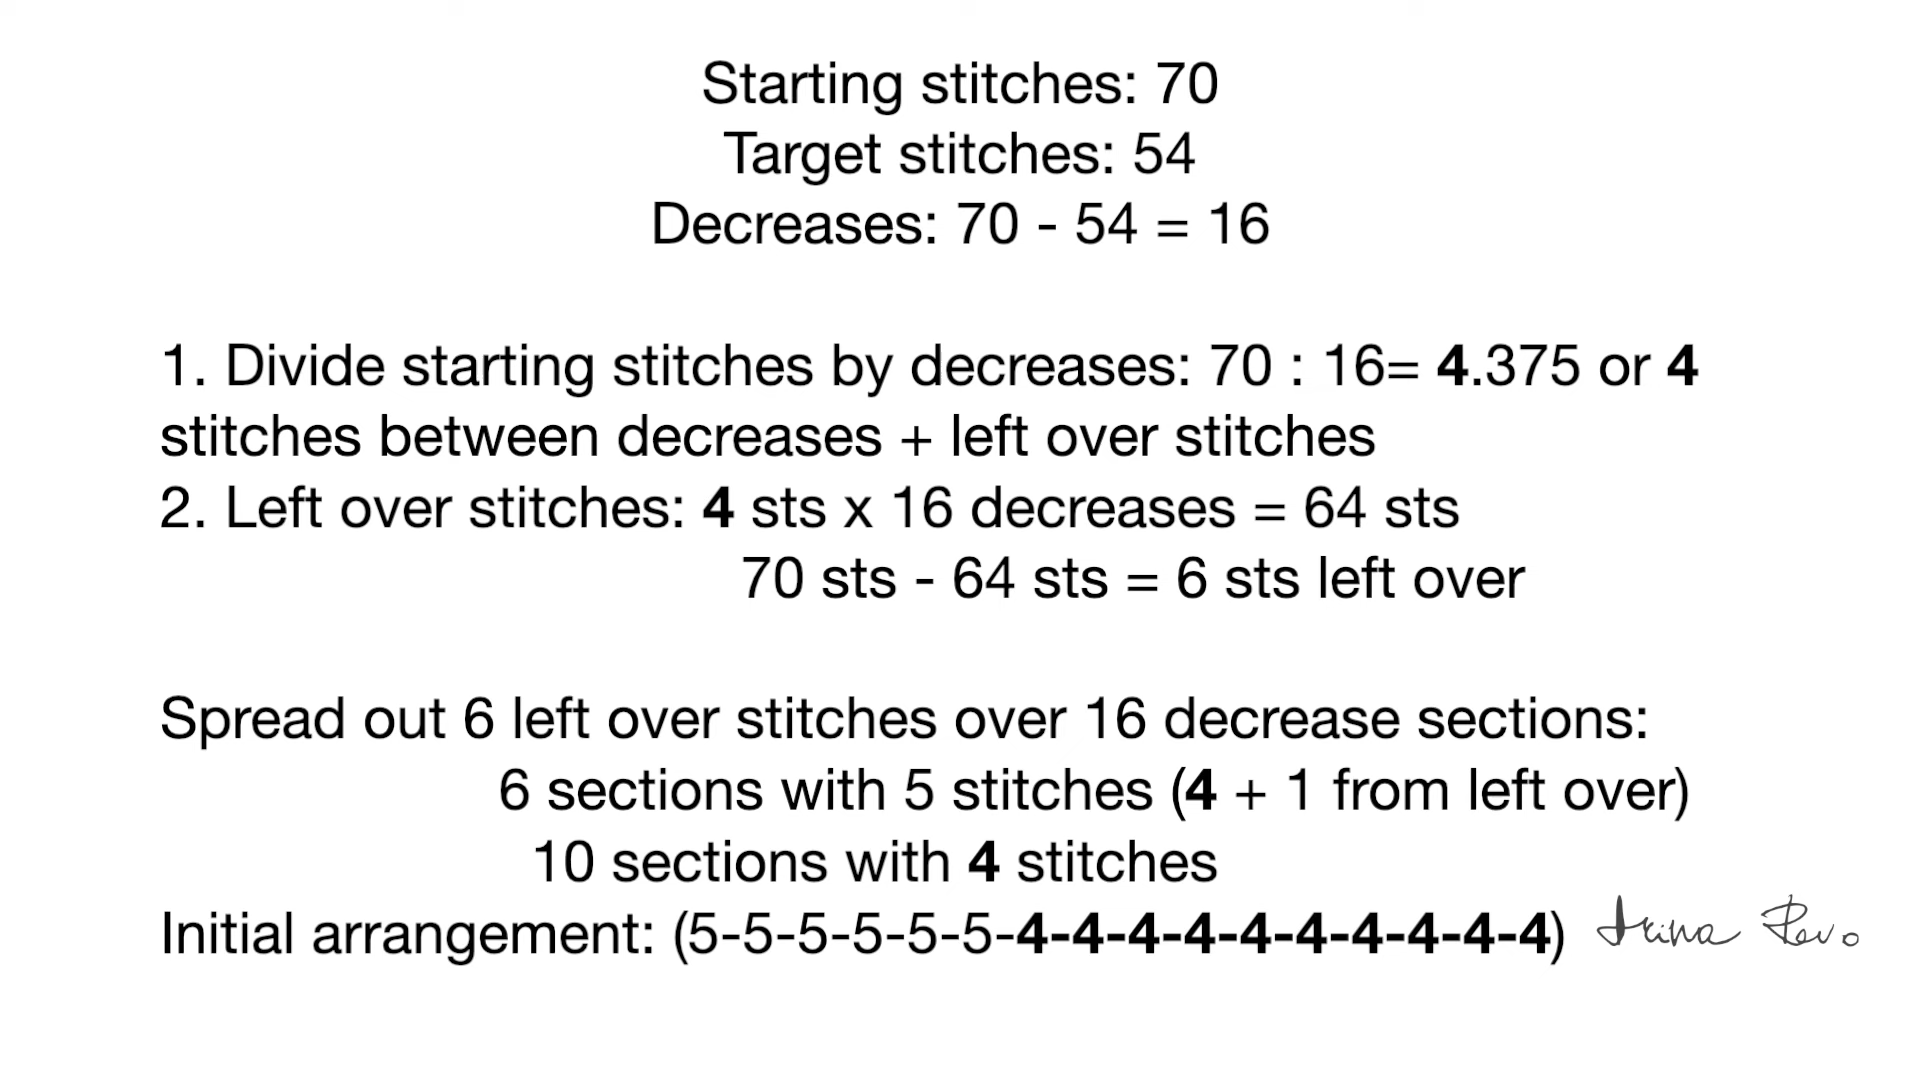 Starting stitches: 70
Target stitches: 54
Decreases: 70 - 54 = 16
1. Divide starting stitches by decreases: 70 : 16= 4.375 or 4
stitches between decreases + left over stitches
2. Left over stitches: 4 sts x 16 decreases = 64 sts
70 sts - 64 sts = 6 sts left over
Spread out 6 left over stitches over 16 decrease sections:
6 sections with 5 stitches (4 + 1 from left over)
10 sections with 4 stitches
Initial arrangement: (5-5-5-5-5-5-4-4-4-4-4-4-4-4-4-4)
Irina